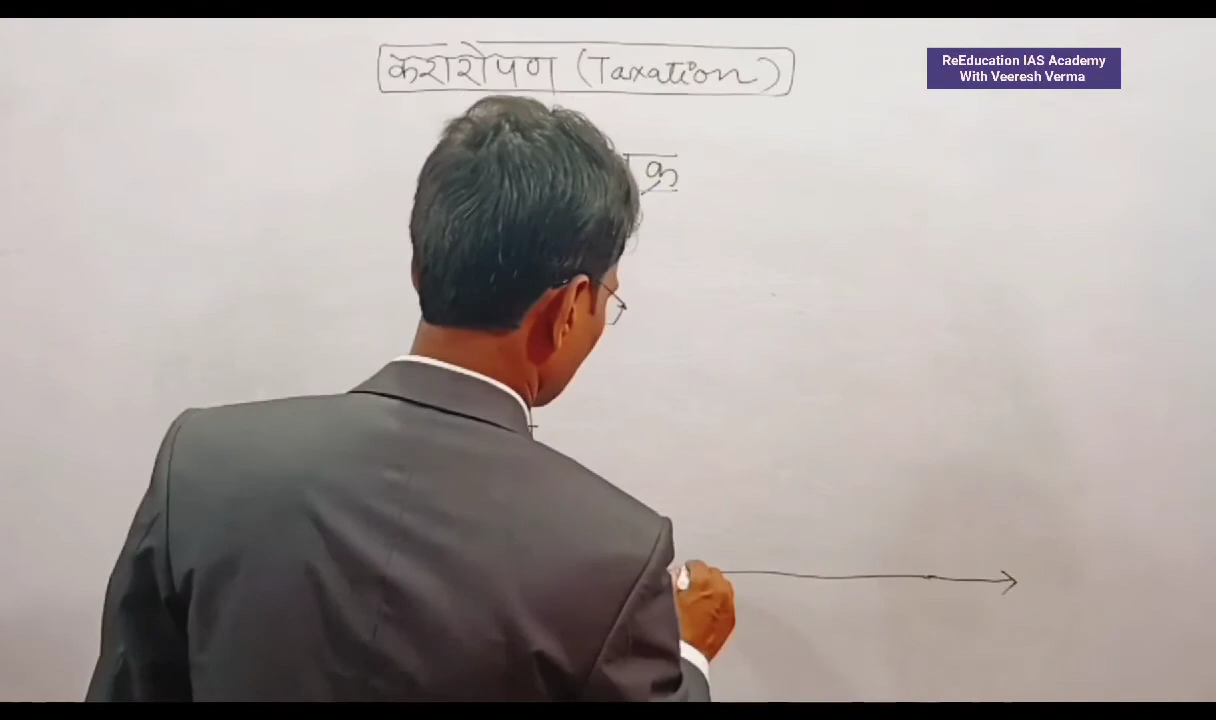 करारोपण (Taxation)
ReEducation IAS Academy
With Veeresh Verma